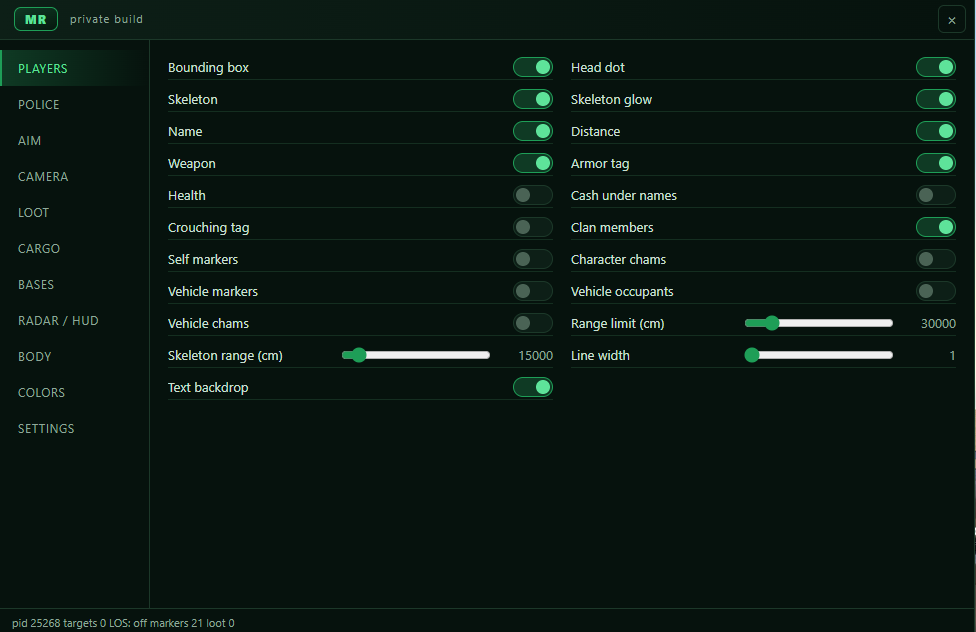 MR private build ×
PLAYERS
POLICE
AIM
CAMERA
LOOT
CARGO
BASES
RADAR / HUD
BODY
COLORS
SETTINGS
Bounding box Head dot
Skeleton Skeleton glow
Name Distance
Weapon Armor tag
Health Cash under names
Crouching tag Clan members
Self markers Character chams
Vehicle markers Vehicle occupants
Vehicle chams Range limit (cm) 30000
Skeleton range (cm) 15000 Line width 1
Text backdrop
pid 25268 targets 0 LOS: off markers 21 loot 0